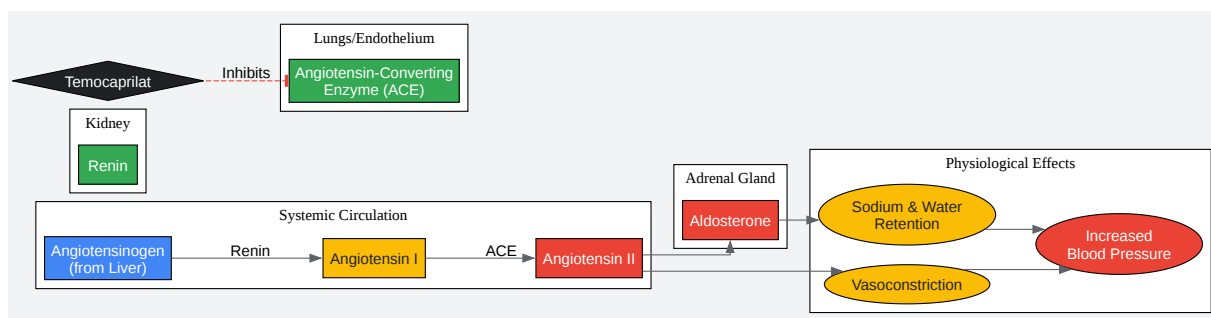 Lungs/Endothelium
Temocaprilat
Inhibits
Angiotensin-Converting
Enzyme (ACE)
Kidney
Renin
Systemic Circulation
Angiotensinogen
(from Liver)
Renin
Angiotensin I
ACE
Angiotensin II
Adrenal Gland
Aldosterone
Physiological Effects
Sodium & Water
Retention
Vasoconstriction
Increased
Blood Pressure